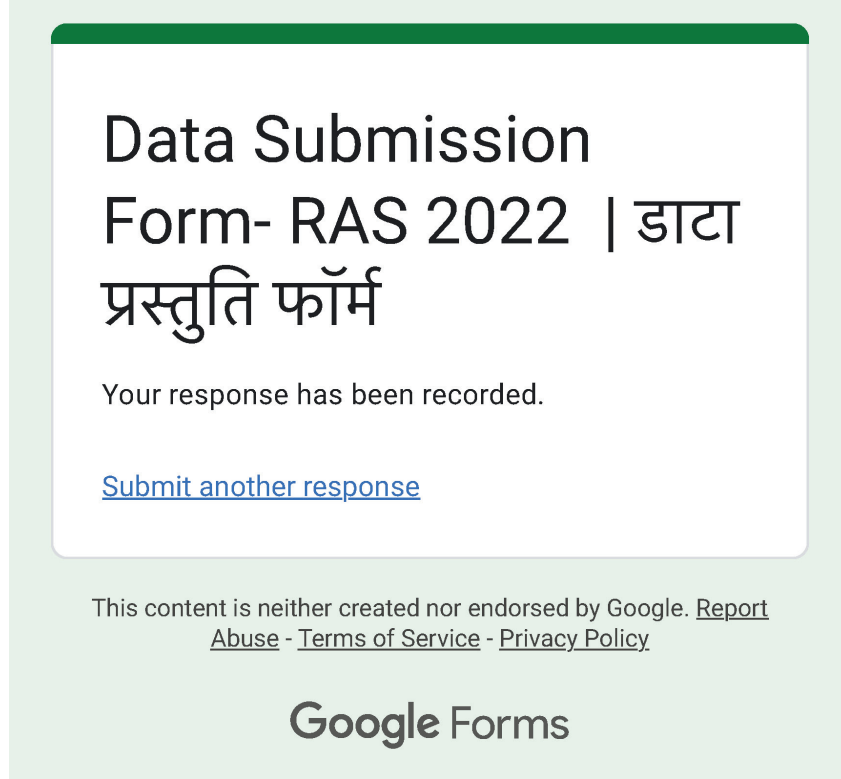 Data Submission
Form- RAS 2022 | डाटा
प्रस्तुति फॉर्म
Your response has been recorded.
Submit another response
This content is neither created nor endorsed by Google. Report
Abuse - Terms of Service - Privacy Policy
Google Forms